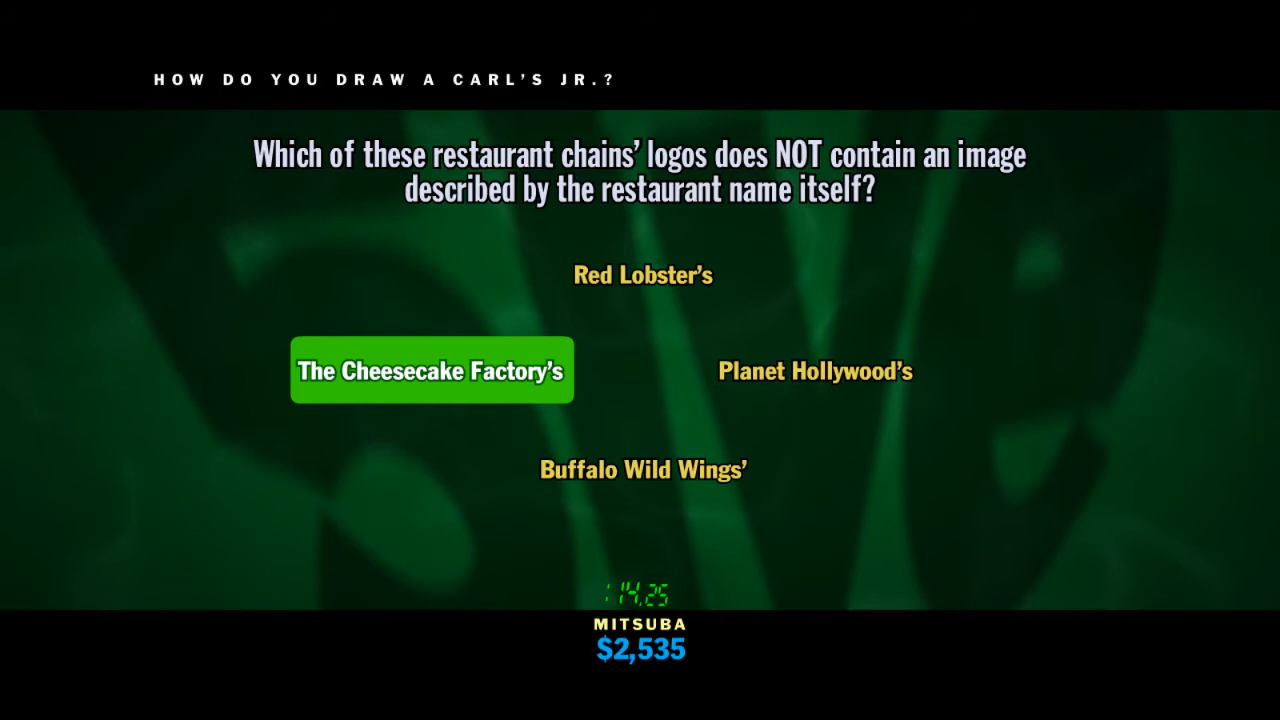 HOW DO YOU DRAW A CARL'S JR.?
Which of these restaurant chains' logos does NOT contain an image
described by the restaurant name itself?
Red Lobster's
The Cheesecake Factory's
Planet Hollywood's
Buffalo Wild Wings'
:14.25
MITSUBA
$2,535